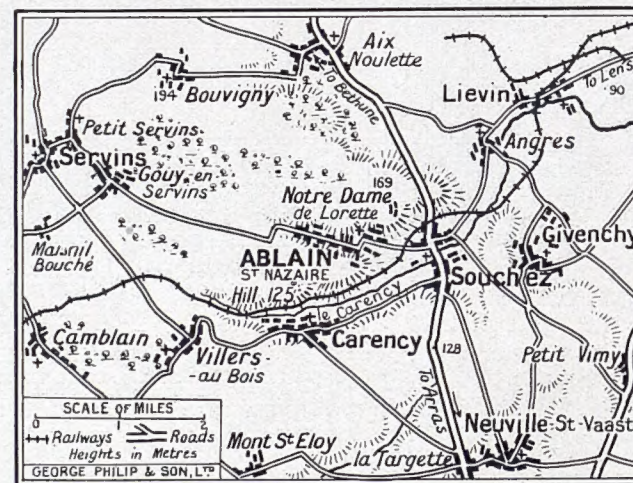 Aix
Noulette
to Bethune
194
Bouvigny
Lievin
To Lens
90
Petit Servins
Angres
Servins
Gouy-en
Servins
169
Notre Dame
de Lorette
Givenchy
ABLAIN
ST NAZAIRE
Maisnil
Bouché
Souchez
Hill 125
le Carency
Camblain
Carency
Villers
-au Bois
128
Petit Vimy
To Arras
SCALE OF MILES
0 1 2
Railways Roads
Heights in Metres
GEORGE PHILIP & SON, LTD
Mont St Eloy
Neuville-St-Vaast
la Targette